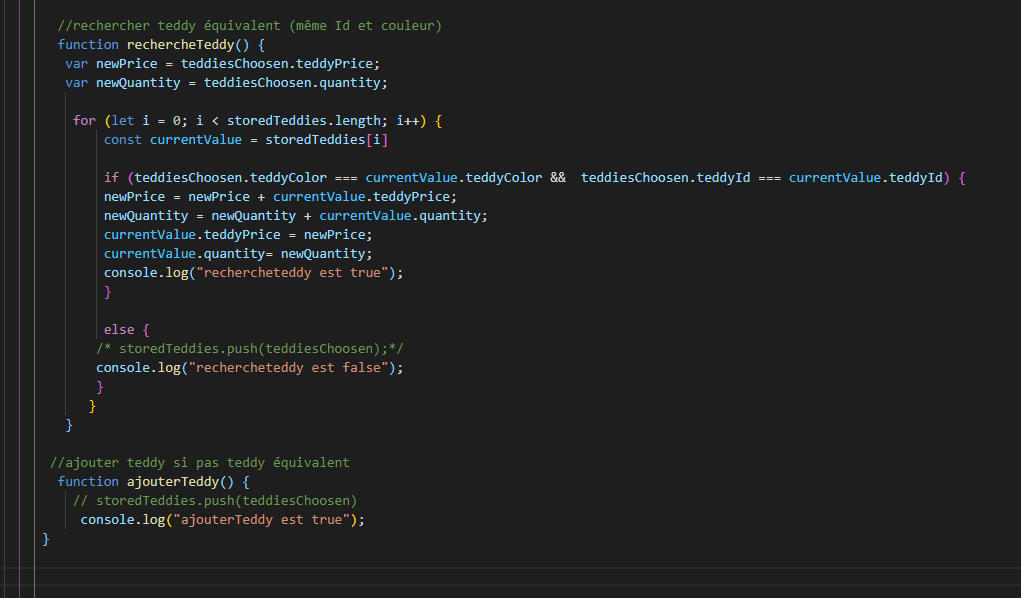 //rechercher teddy équivalent (même Id et couleur)
function rechercheTeddy() {
var newPrice = teddiesChoosen.teddyPrice;
var newQuantity = teddiesChoosen.quantity;
for (let i = 0; i < storedTeddies.length; i++) {
const currentValue = storedTeddies[i]
if (teddiesChoosen.teddyColor === currentValue.teddyColor &&  teddiesChoosen.teddyId === currentValue.teddyId) {
newPrice = newPrice + currentValue.teddyPrice;
newQuantity = newQuantity + currentValue.quantity;
currentValue.teddyPrice = newPrice;
currentValue.quantity= newQuantity;
console.log("rechercheteddy est true");
}
else {
/* storedTeddies.push(teddiesChoosen);*/
console.log("rechercheteddy est false");
}
}
}
//ajouter teddy si pas teddy équivalent
function ajouterTeddy() {
// storedTeddies.push(teddiesChoosen)
console.log("ajouterTeddy est true");
}